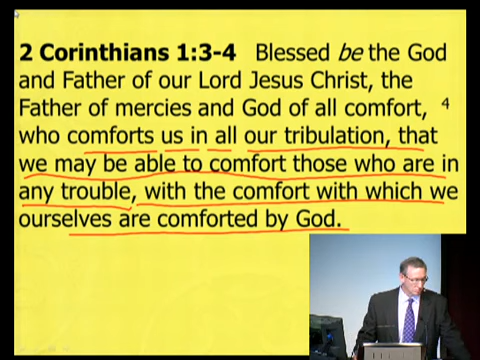 2 Corinthians 1:3-4 Blessed be the God
and Father of our Lord Jesus Christ, the
Father of mercies and God of all comfort, 4
who comforts us in all our tribulation, that
we may be able to comfort those who are in
any trouble, with the comfort with which we
ourselves are comforted by God.